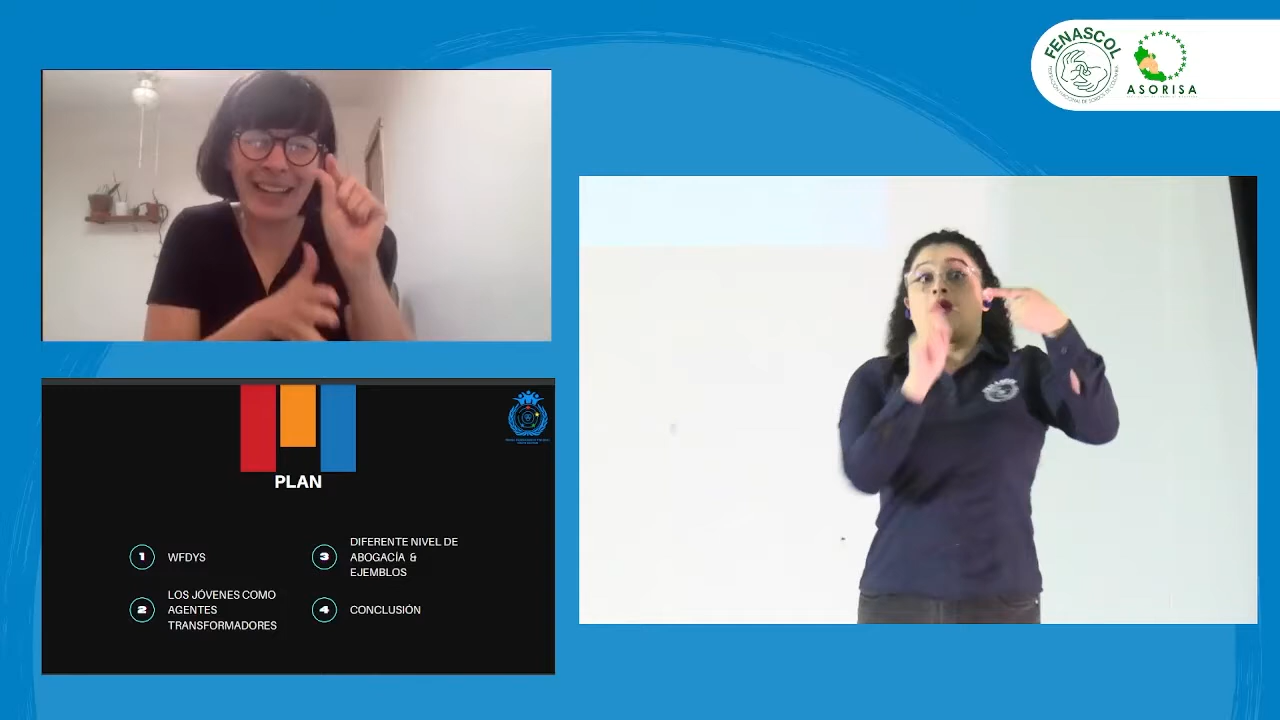 FENASCOL
ASORISA
PLAN
1
WFDYS
2
LOS JÓVENES COMO
AGENTES
TRANSFORMADORES
3
DIFERENTE NIVEL DE
ABOGACÍA &
EJEMBLOS
4
CONCLUSIÓN